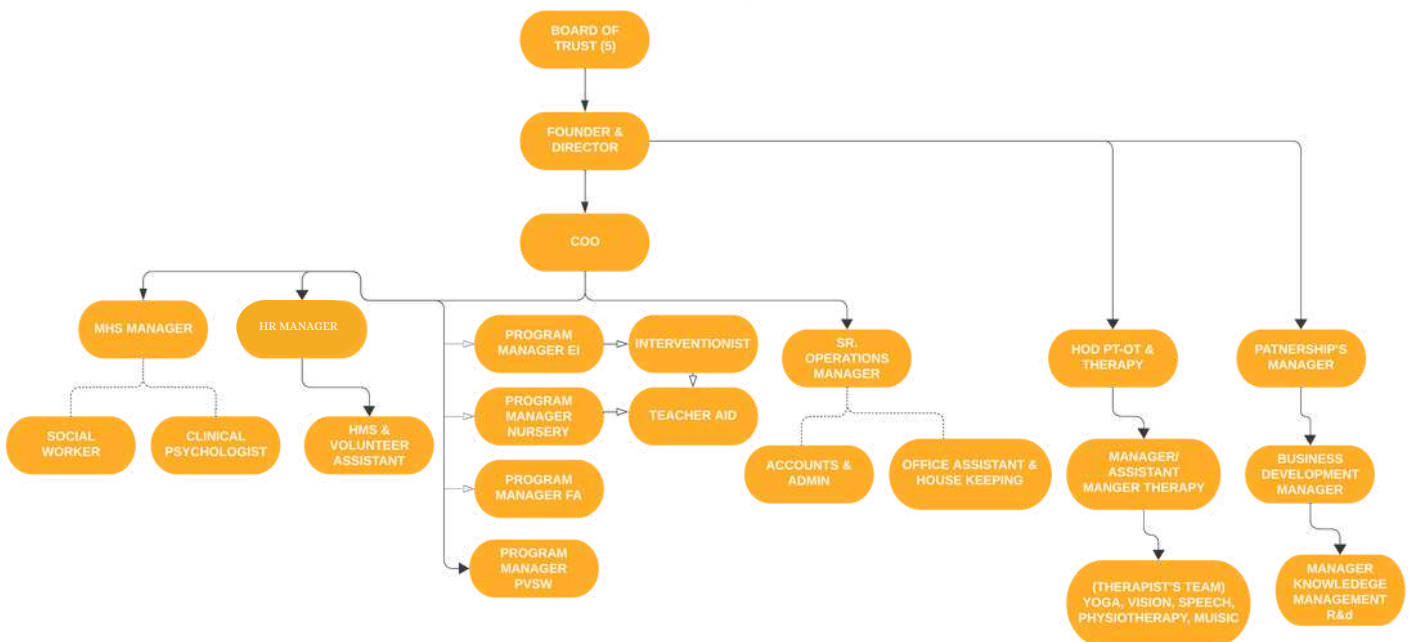 BOARD OF
TRUST (5)
FOUNDER &
DIRECTOR
COO
MHS MANAGER
HR MANAGER
PROGRAM
MANAGER EI
INTERVENTIONIST
SR.
OPERATIONS
MANAGER
HOD PT-OT &
THERAPY
PATNERSHIP'S
MANAGER
SOCIAL
WORKER
CLINICAL
PSYCHOLOGIST
HMS &
VOLUNTEER
ASSISTANT
PROGRAM
MANAGER
NURSERY
TEACHER AID
ACCOUNTS &
ADMIN
OFFICE ASSISTANT &
HOUSE KEEPING
MANAGER/
ASSISTANT
MANGER THERAPY
BUSINESS
DEVELOPMENT
MANAGER
PROGRAM
MANAGER FA
PROGRAM
MANAGER
PVSW
(THERAPIST'S TEAM)
YOGA, VISION, SPEECH,
PHYSIOTHERAPY, MUISIC
MANAGER
KNOWLEDEGE
MANAGEMENT
R&d